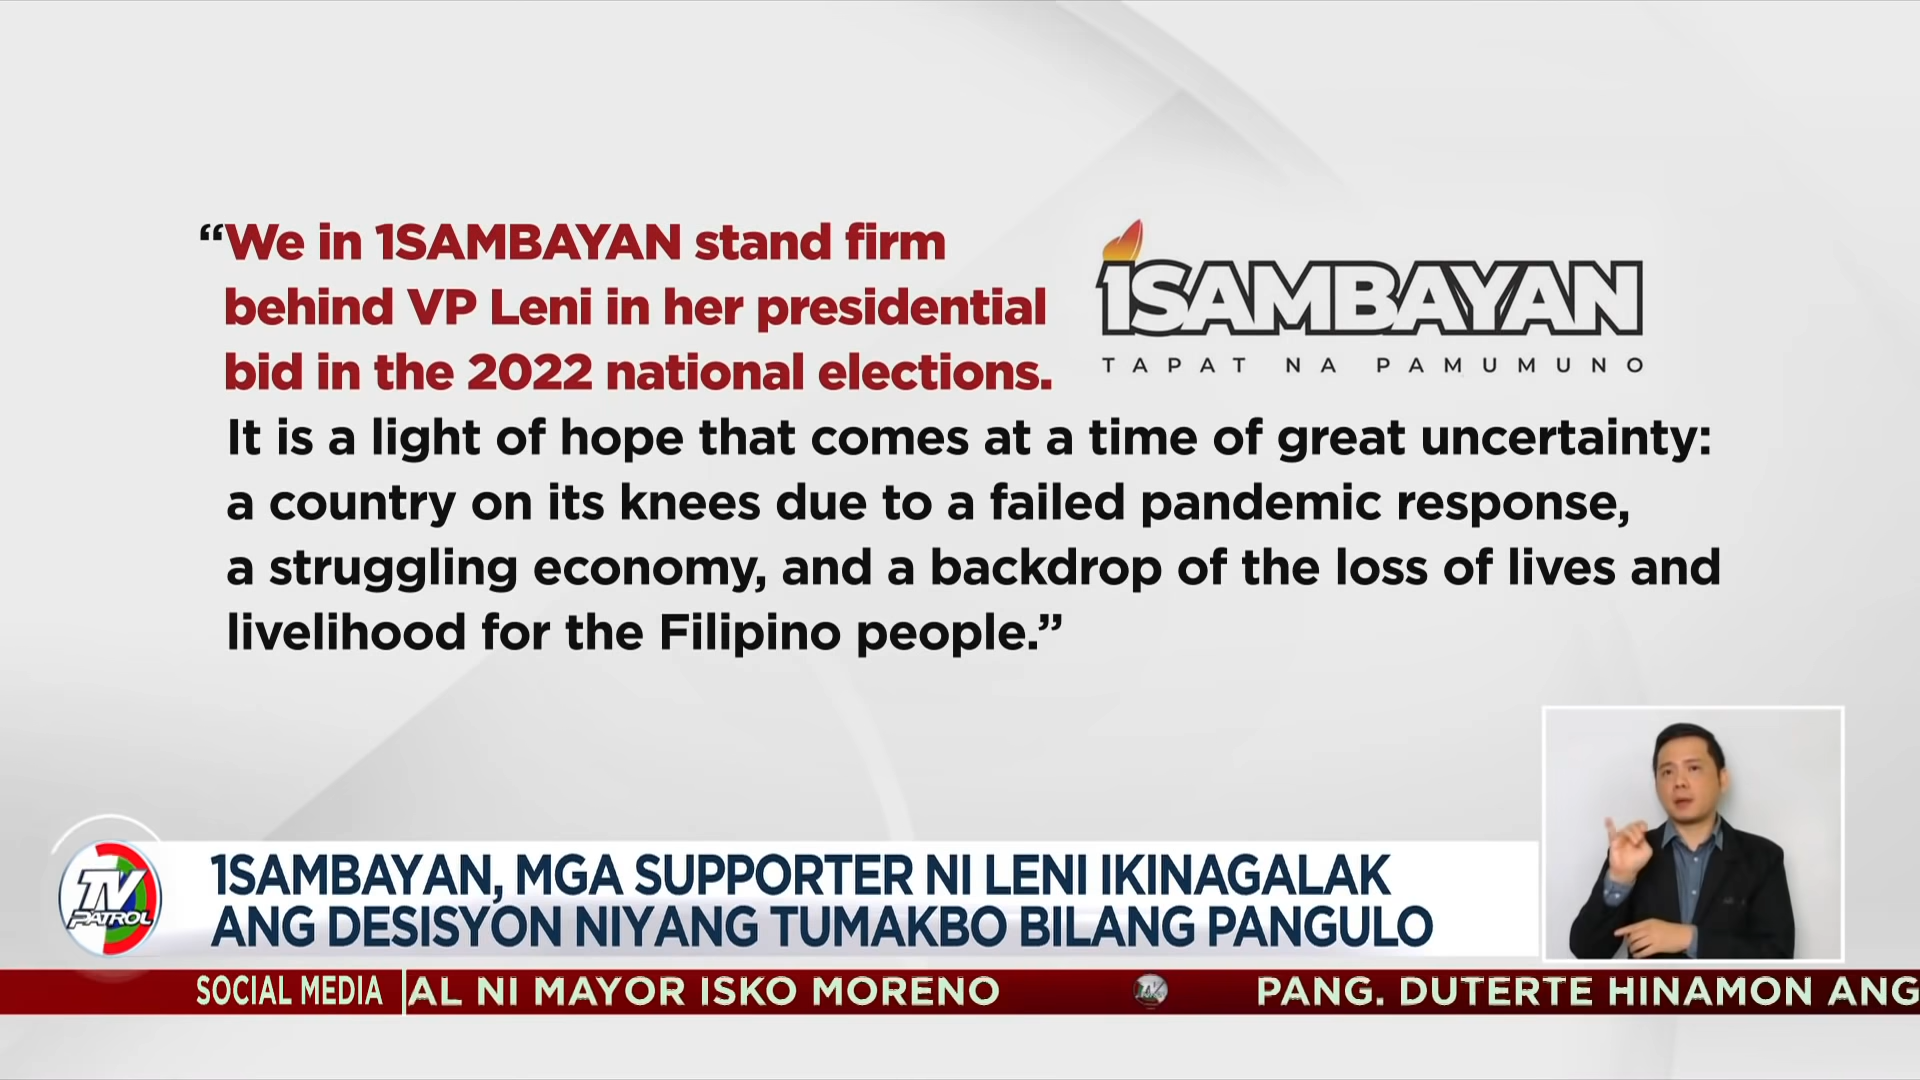 “We in 1SAMBAYAN stand firm
behind VP Leni in her presidential
bid in the 2022 national elections.
It is a light of hope that comes at a time of great uncertainty:
a country on its knees due to a failed pandemic response,
a struggling economy, and a backdrop of the loss of lives and
livelihood for the Filipino people.”
1SAMBAYAN
TAPAT NA PAMUMUNO
TV
PATROL
1SAMBAYAN, MGA SUPPORTER NI LENI IKINAGALAK
ANG DESISYON NIYANG TUMAKBO BILANG PANGULO
SOCIAL MEDIA
AL NI MAYOR ISKO MORENO
PANG. DUTERTE HINAMON ANG